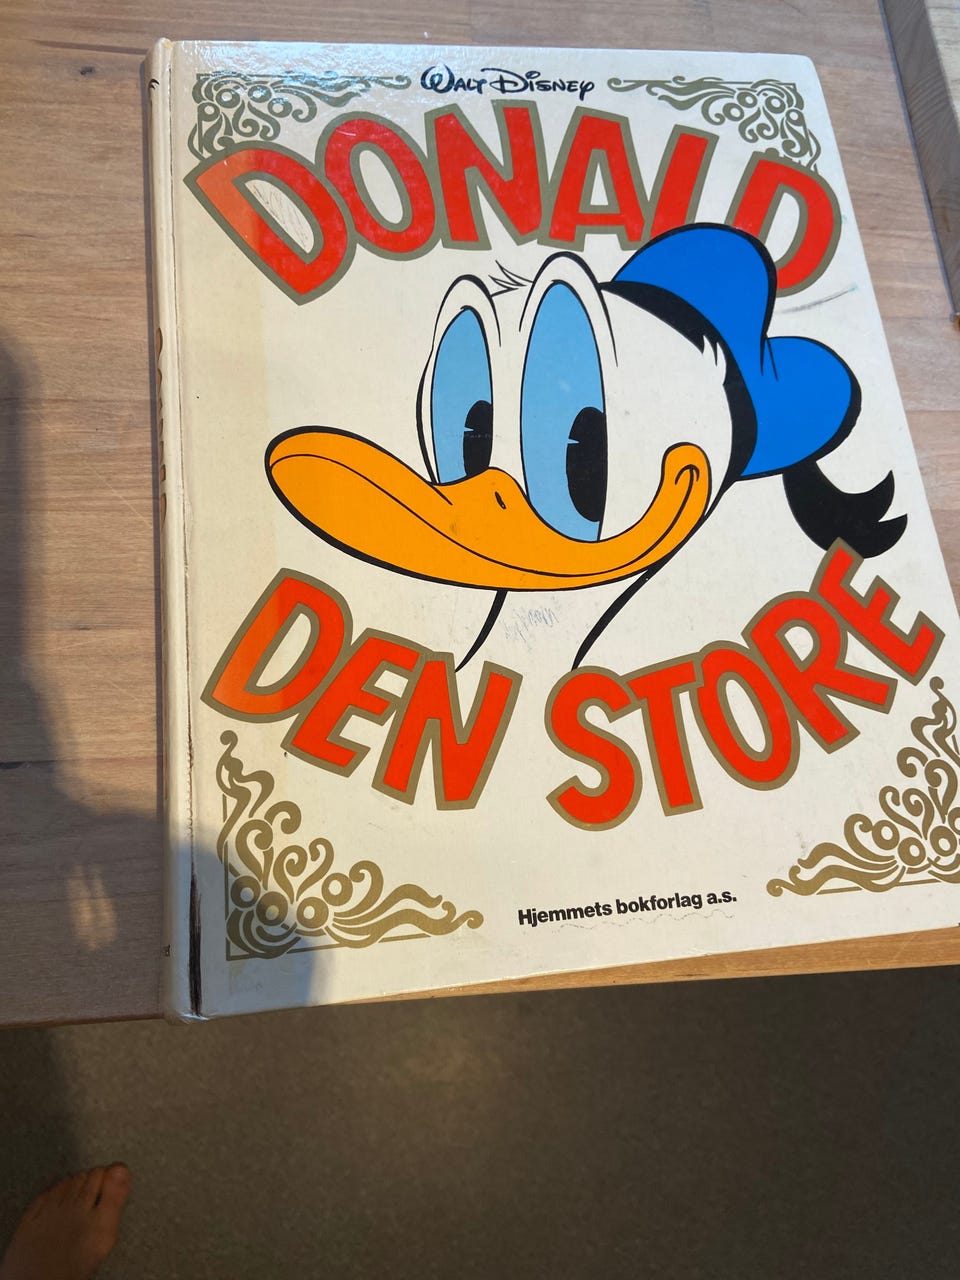 WALT DISNEY
DONALD
DEN STORE
Hjemmets bokforlag a.s.